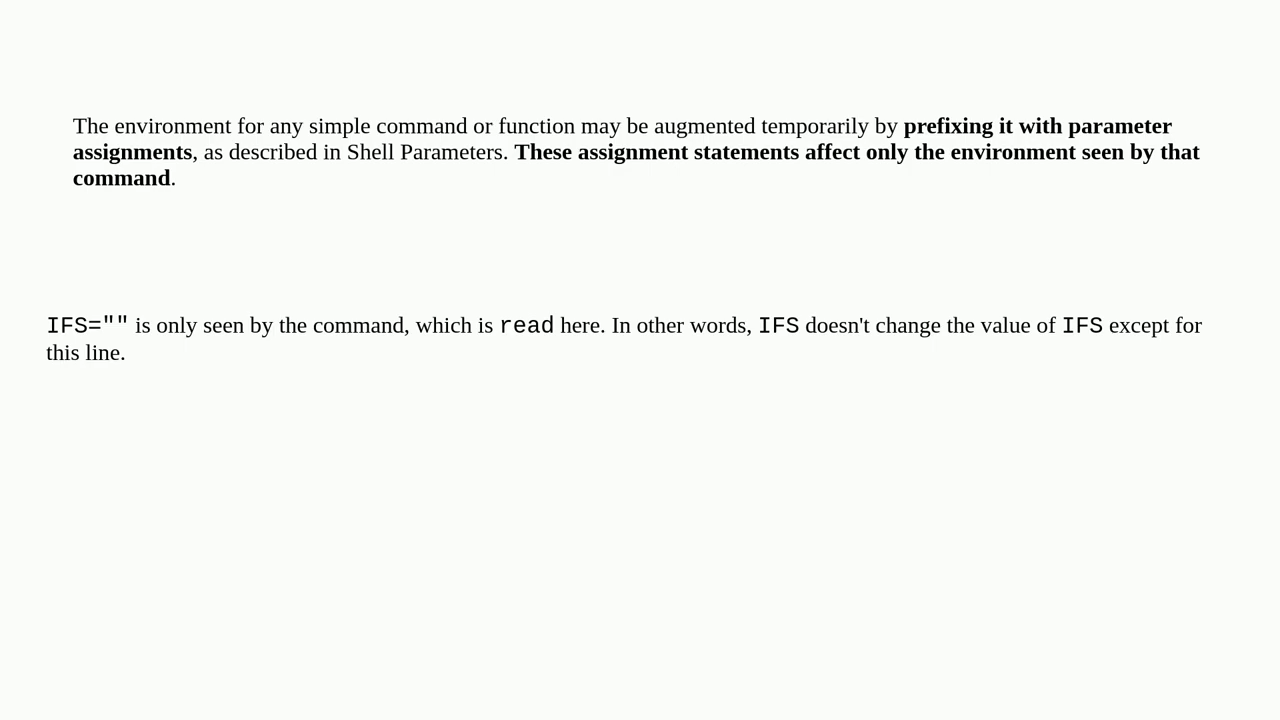 The environment for any simple command or function may be augmented temporarily by prefixing it with parameter
assignments, as described in Shell Parameters. These assignment statements affect only the environment seen by that
command.
IFS="" is only seen by the command, which is read here. In other words, IFS doesn't change the value of IFS except for
this line.